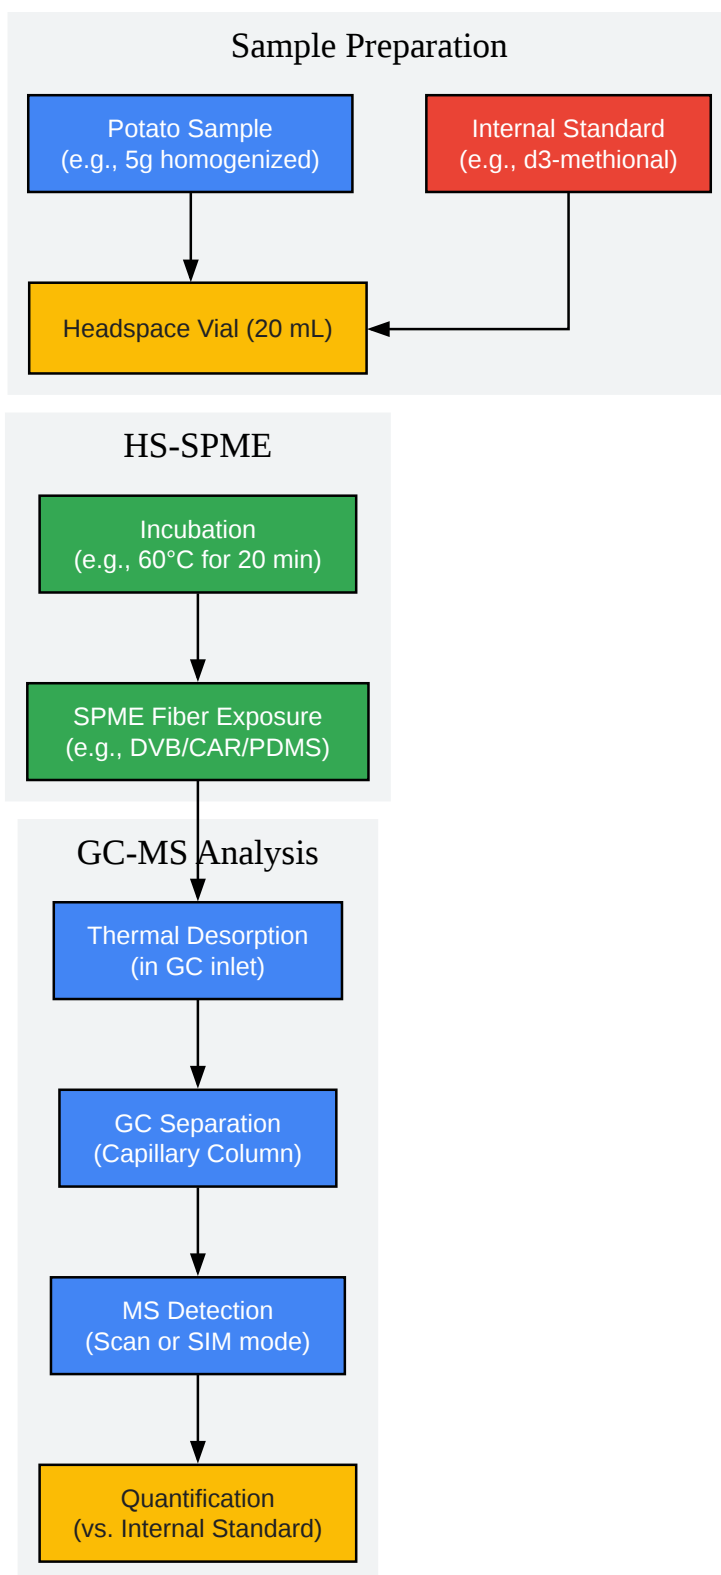 Sample Preparation
Potato Sample
(e.g., 5g homogenized)
Internal Standard
(e.g., d3-methional)
Headspace Vial (20 mL)
HS-SPME
Incubation
(e.g., 60°C for 20 min)
SPME Fiber Exposure
(e.g., DVB/CAR/PDMS)
GC-MS Analysis
Thermal Desorption
(in GC inlet)
GC Separation
(Capillary Column)
MS Detection
(Scan or SIM mode)
Quantification
(vs. Internal Standard)